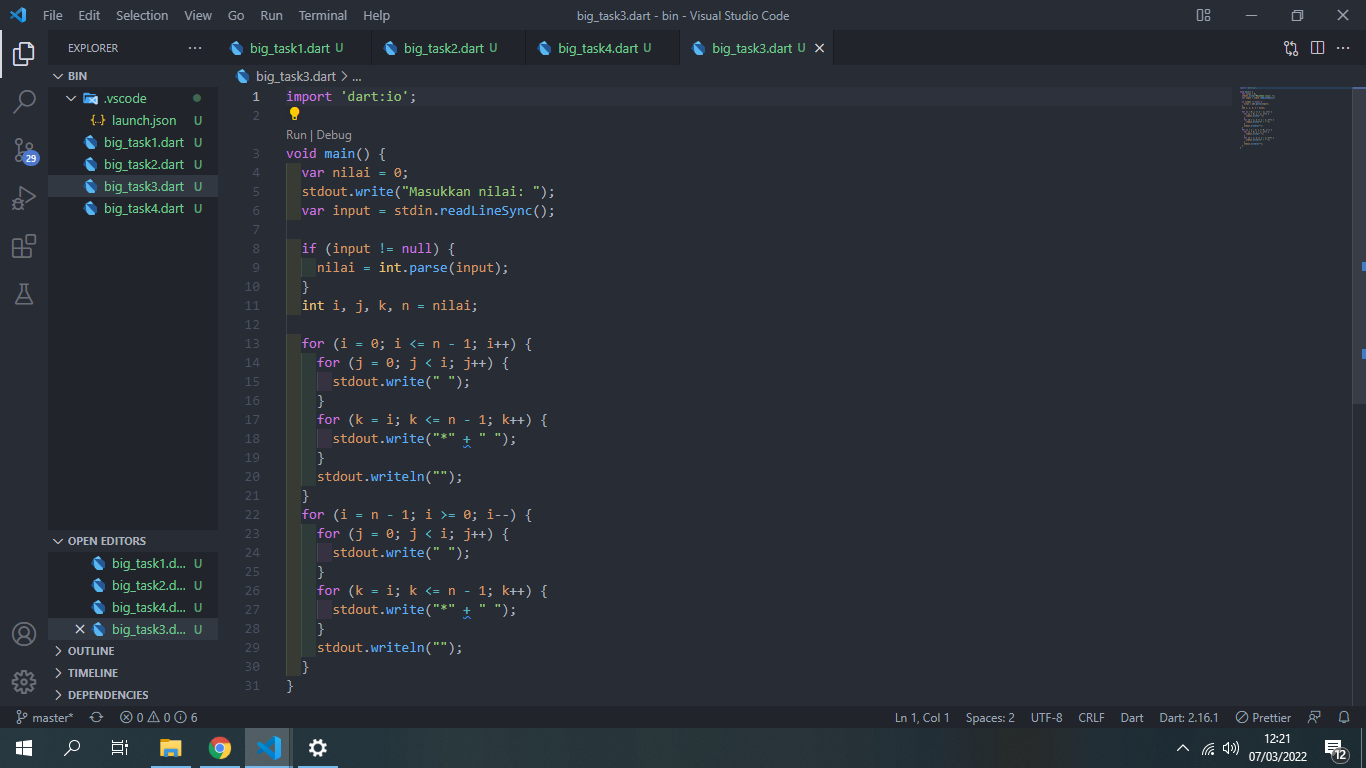 File Edit Selection View Go Run Terminal Help big_task3.dart - bin - Visual Studio Code
EXPLORER
big_task1.dart U big_task2.dart U big_task4.dart U big_task3.dart U
BIN
.vscode
launch.json U
big_task1.dart U
big_task2.dart U
big_task3.dart U
big_task4.dart U
29
OPEN EDITORS
big_task1.d... U
big_task2.d... U
big_task4.d... U
big_task3.d... U
OUTLINE
TIMELINE
DEPENDENCIES
big_task3.dart > ...
1 import 'dart:io';
2
Run | Debug
3 void main() {
4 var nilai = 0;
5 stdout.write("Masukkan nilai: ");
6 var input = stdin.readLineSync();
7
8 if (input != null) {
9 nilai = int.parse(input);
10 }
11 int i, j, k, n = nilai;
12
13 for (i = 0; i <= n - 1; i++) {
14 for (j = 0; j < i; j++) {
15 stdout.write(" ");
16 }
17 for (k = i; k <= n - 1; k++) {
18 stdout.write("*" + " ");
19 }
20 stdout.writeln("");
21 }
22 for (i = n - 1; i >= 0; i--) {
23 for (j = 0; j < i; j++) {
24 stdout.write(" ");
25 }
26 for (k = i; k <= n - 1; k++) {
27 stdout.write("*" + " ");
28 }
29 stdout.writeln("");
30 }
31 }
master* 0 0 6 Ln 1, Col 1 Spaces: 2 UTF-8 CRLF Dart Dart: 2.16.1 Prettier
12:21
07/03/2022
12